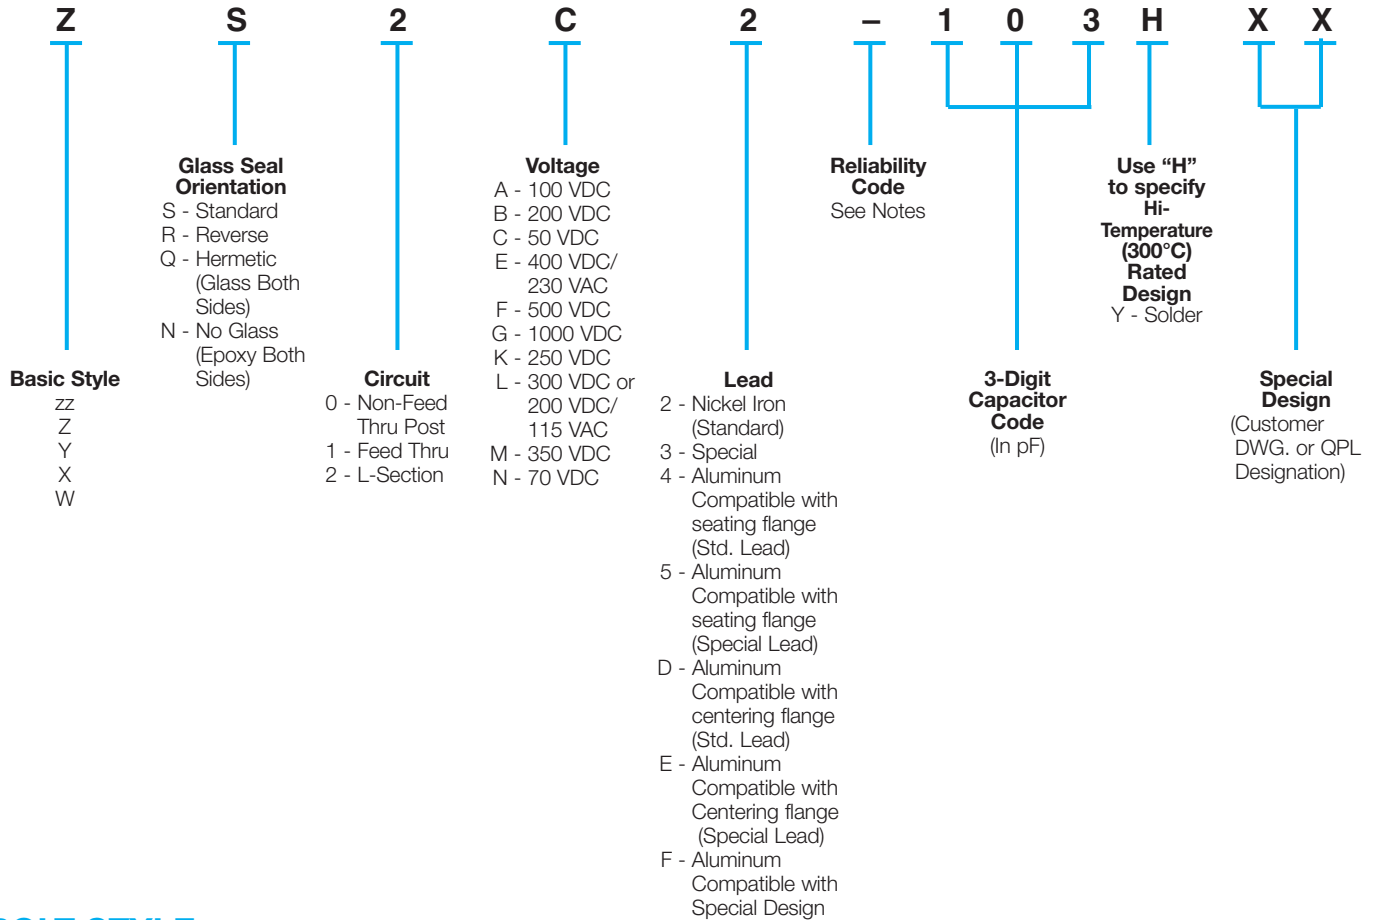 Z S 2 C 2 – 1 0 3 H X X
Glass Seal
Orientation
S - Standard
R - Reverse
Q - Hermetic
(Glass Both
Sides)
N - No Glass
(Epoxy Both
Sides)
Voltage
A - 100 VDC
B - 200 VDC
C - 50 VDC
E - 400 VDC/
230 VAC
F - 500 VDC
G - 1000 VDC
K - 250 VDC
L - 300 VDC or
200 VDC/
115 VAC
M - 350 VDC
N - 70 VDC
Reliability
Code
See Notes
Use “H”
to specify
Hi-
Temperature
(300°C)
Rated
Design
Y - Solder
Basic Style
zz
Z
Y
X
W
Circuit
0 - Non-Feed
Thru Post
1 - Feed Thru
2 - L-Section
Lead
2 - Nickel Iron
(Standard)
3 - Special
4 - Aluminum
Compatible with
seating flange
(Std. Lead)
5 - Aluminum
Compatible with
seating flange
(Special Lead)
D - Aluminum
Compatible with
centering flange
(Std. Lead)
E - Aluminum
Compatible with
Centering flange
(Special Lead)
F - Aluminum
Compatible with
Special Design
3-Digit
Capacitor
Code
(In pF)
Special
Design
(Customer
DWG. or QPL
Designation)